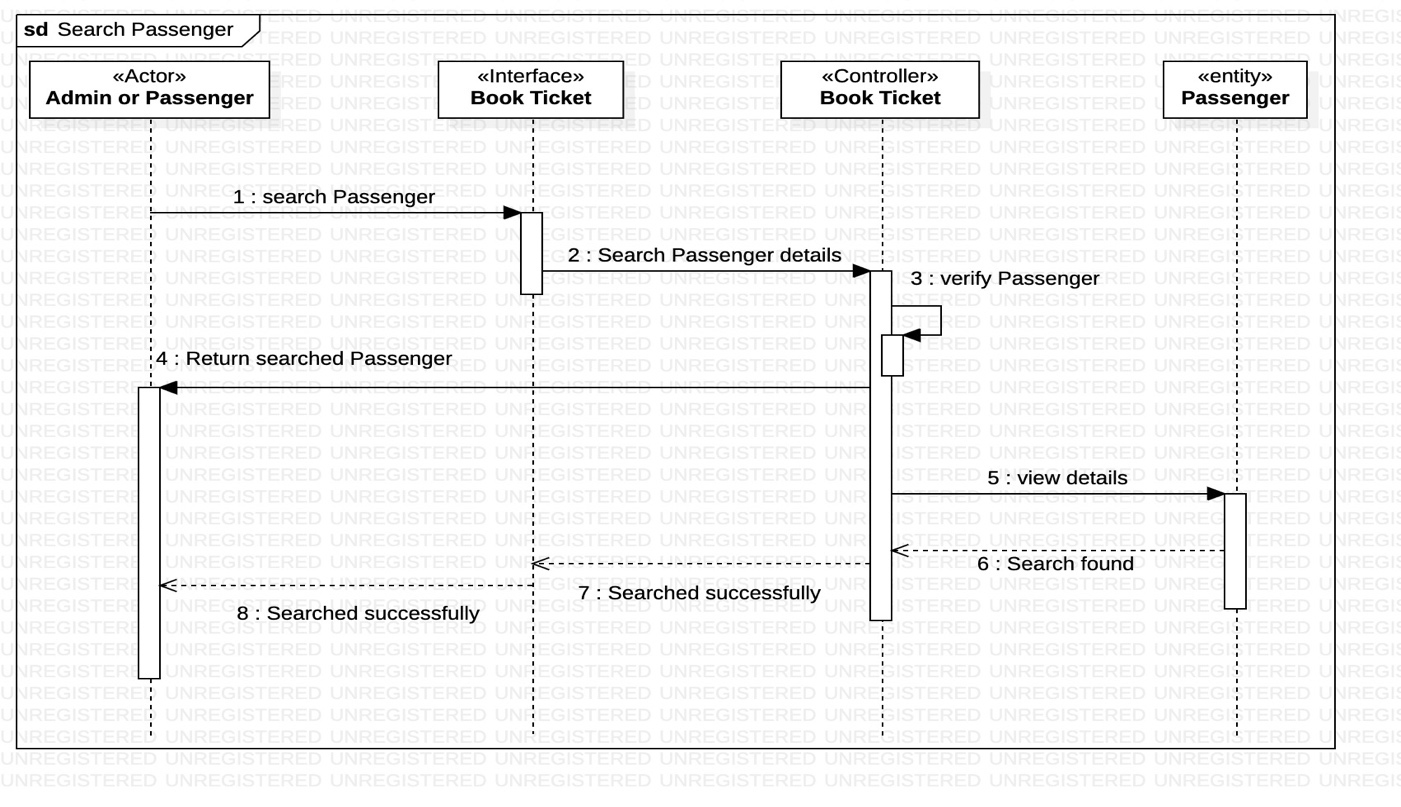 sd Search Passenger
«Actor»
Admin or Passenger
«Interface»
Book Ticket
«Controller»
Book Ticket
«entity»
Passenger
1 : search Passenger
2 : Search Passenger details
3 : verify Passenger
4 : Return searched Passenger
5 : view details
6 : Search found
7 : Searched successfully
8 : Searched successfully
UNREGISTERED